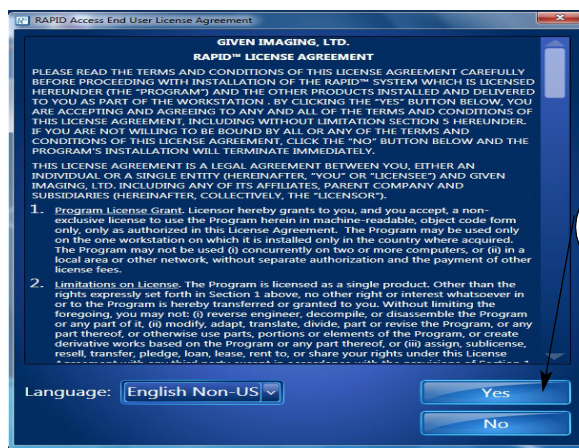 RAPID Access End User License Agreement
GIVEN IMAGING, LTD.
RAPID™ LICENSE AGREEMENT
PLEASE READ THE TERMS AND CONDITIONS OF THIS LICENSE AGREEMENT CAREFULLY
BEFORE PROCEEDING WITH INSTALLATION OF THE RAPID™ SYSTEM WHICH IS LICENSED
HEREUNDER (THE "PROGRAM") AND THE OTHER PRODUCTS INSTALLED AND DELIVERED
TO YOU AS PART OF THE WORKSTATION . BY CLICKING THE "YES" BUTTON BELOW, YOU
ARE ACCEPTING AND AGREEING TO ANY AND ALL OF THE TERMS AND CONDITIONS OF
THIS LICENSE AGREEMENT, INCLUDING WITHOUT LIMITATION SECTION 5 HEREUNDER.
IF YOU ARE NOT WILLING TO BE BOUND BY ALL OR ANY OF THE TERMS AND
CONDITIONS OF THIS LICENSE AGREEMENT, CLICK THE "NO" BUTTON BELOW AND THE
PROGRAM'S INSTALLATION WILL TERMINATE IMMEDIATELY.
THIS LICENSE AGREEMENT IS A LEGAL AGREEMENT BETWEEN YOU, EITHER AN
INDIVIDUAL OR A SINGLE ENTITY (HEREINAFTER, "YOU" OR "LICENSEE") AND GIVEN
IMAGING, LTD. INCLUDING ANY OF ITS AFFILIATES, PARENT COMPANY AND
SUBSIDIARIES (HEREINAFTER, COLLECTIVELY, THE "LICENSOR").
1. Program License Grant. Licensor hereby grants to you, and you accept, a non-
exclusive license to use the Program herein in machine-readable, object code form
only, only as authorized in this License Agreement. The Program may be used only
on the one workstation on which it is installed only in the country where acquired.
The Program may not be used (i) concurrently on two or more computers, or (ii) in a
local area or other network, without separate authorization and the payment of other
license fees.
2. Limitations on License. The Program is licensed as a single product. Other than the
rights expressly set forth in Section 1 above, no other right or interest whatsoever in
or to the Program is hereby transferred or granted to you. Without limiting the
foregoing, you may not: (i) reverse engineer, decompile, or disassemble the Program
or any part of it, (ii) modify, adapt, translate, divide, part or revise the Program, or any
part thereof, or otherwise use parts, portions or elements of the Program, or create
derivative works based on the Program or any part thereof, or (iii) assign, sublicense,
resell, transfer, pledge, loan, lease, rent to, or share your rights under this License
Agreement with any third party except in accordance with the provisions of Section 1
Language: English Non-US
Yes
No